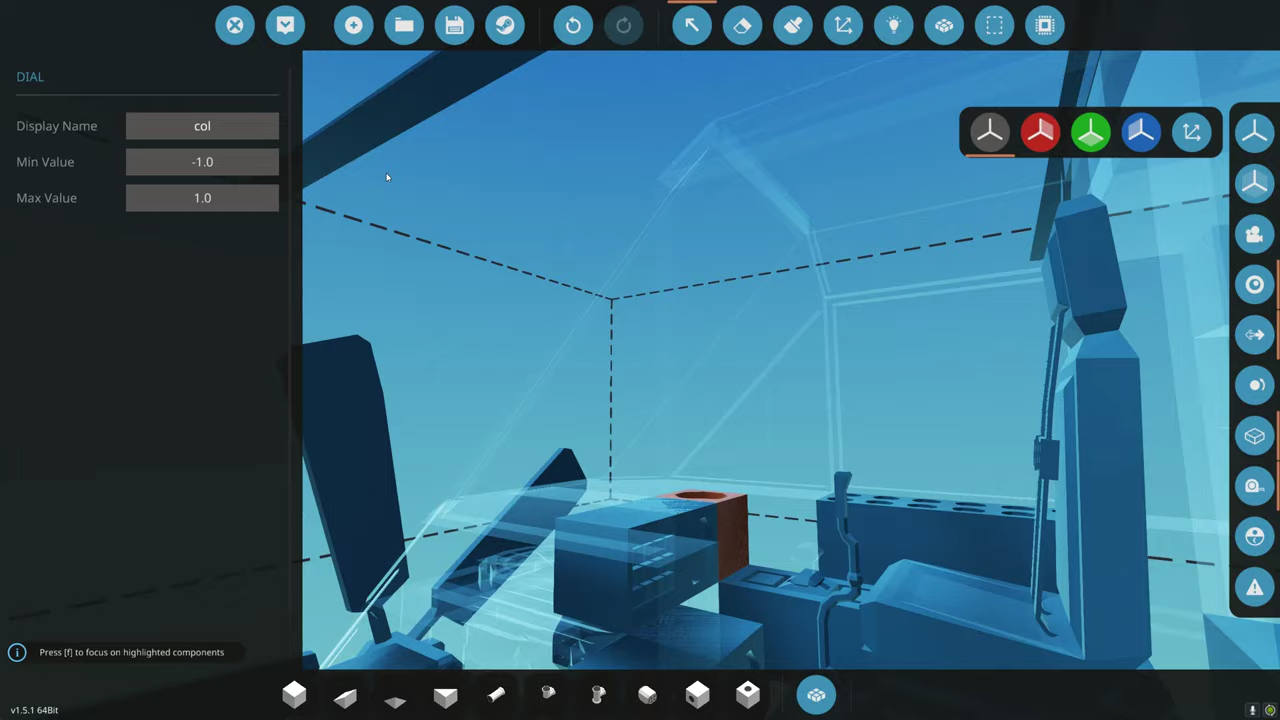 DIAL
Display Name col
Min Value -1.0
Max Value 1.0
Press [f] to focus on highlighted components
v1.5.1 64Bit